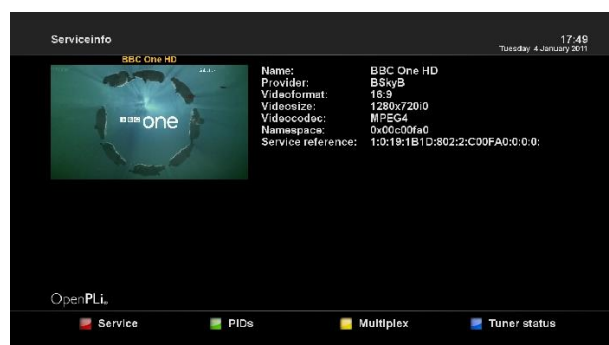 Serviceinfo
17:49
Tuesday 4 January 2011
BBC One HD
BBC one
Name: BBC One HD
Provider: BSkyB
Videoformat: 16:9
Videosize: 1280x720i0
Videocodec: MPEG4
Namespace: 0x00c00fa0
Service reference: 1:0:19:1B1D:802:2:C00FA0:0:0:0:
OpenPLi®
Service PIDs Multiplex Tuner status